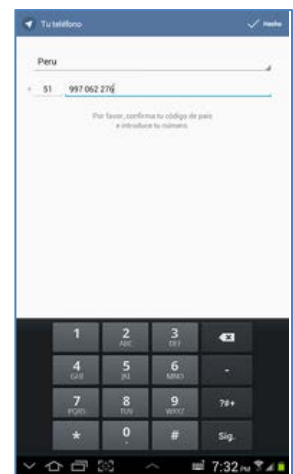 Tu teléfono
Hecho
Peru
+ 51 997 062 276
Por favor, confirma tu código de país
e introduce tu número.
1 2 ABC 3 DEF
4 GHI 5 JKL 6 MNO -
7 PQRS 8 TUV 9 WXYZ ?#+
* 0 # Sig.
7:32 PM